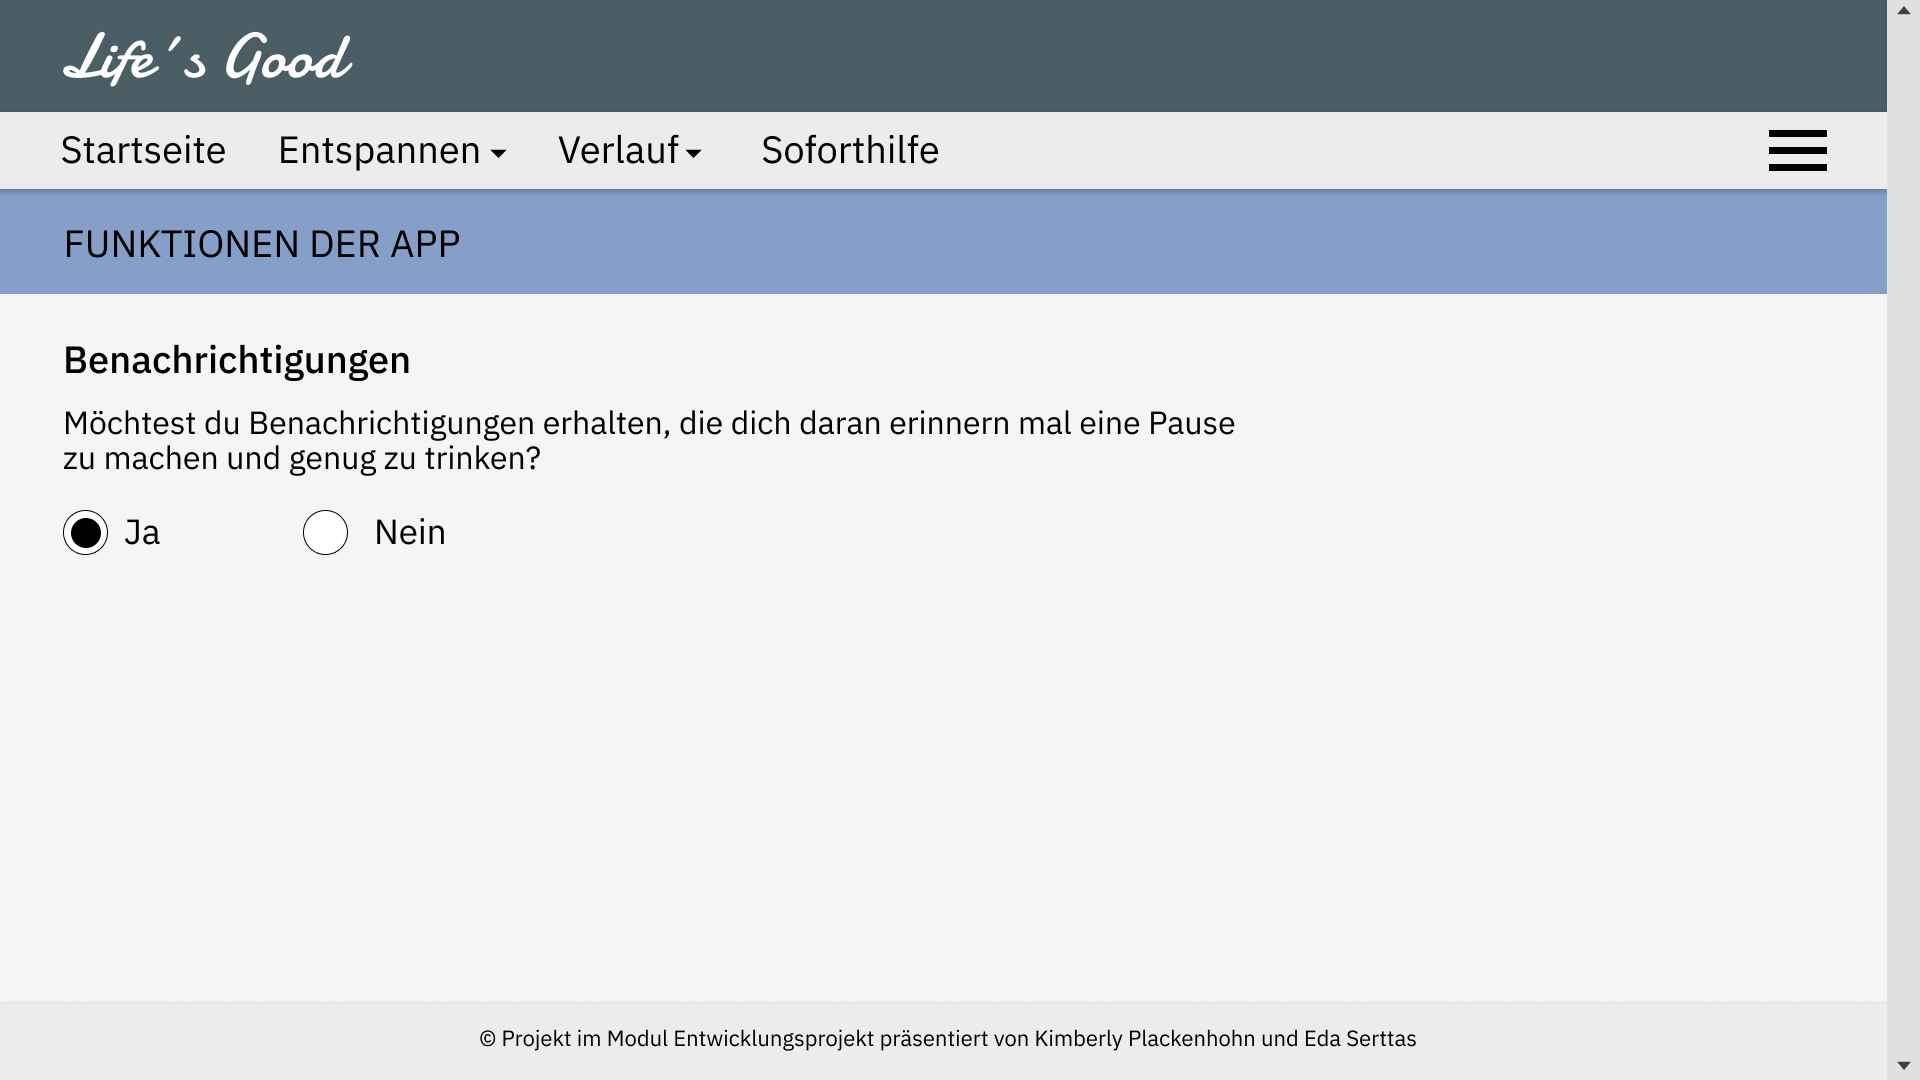 Life´s Good
Startseite Entspannen Verlauf Soforthilfe
FUNKTIONEN DER APP
Benachrichtigungen
Möchtest du Benachrichtigungen erhalten, die dich daran erinnern mal eine Pause
zu machen und genug zu trinken?
Ja Nein
© Projekt im Modul Entwicklungsprojekt präsentiert von Kimberly Plackenhohn und Eda Serttas